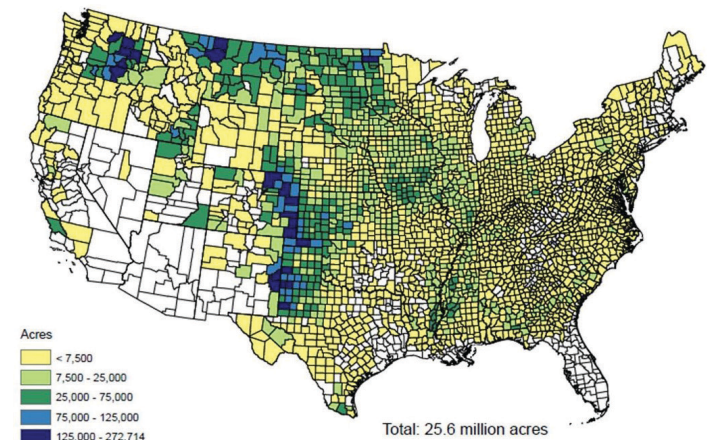 Acres
< 7,500
7,500 - 25,000
25,000 - 75,000
75,000 - 125,000
125,000 - 272,714
Total: 25.6 million acres